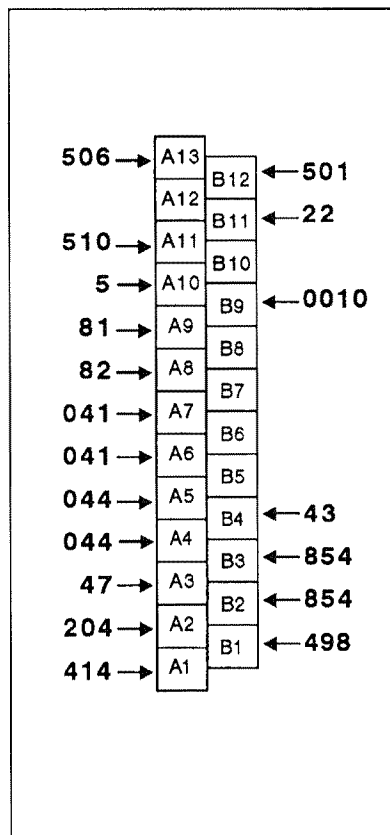 506 A13
B12 501
A12
B11 22
510 A11
B10
5 A10
B9 0010
81 A9
B8
82 A8
B7
041 A7
B6
041 A6
B5
044 A5
B4 43
044 A4
B3 854
47 A3
B2 854
204 A2
B1 498
414 A1